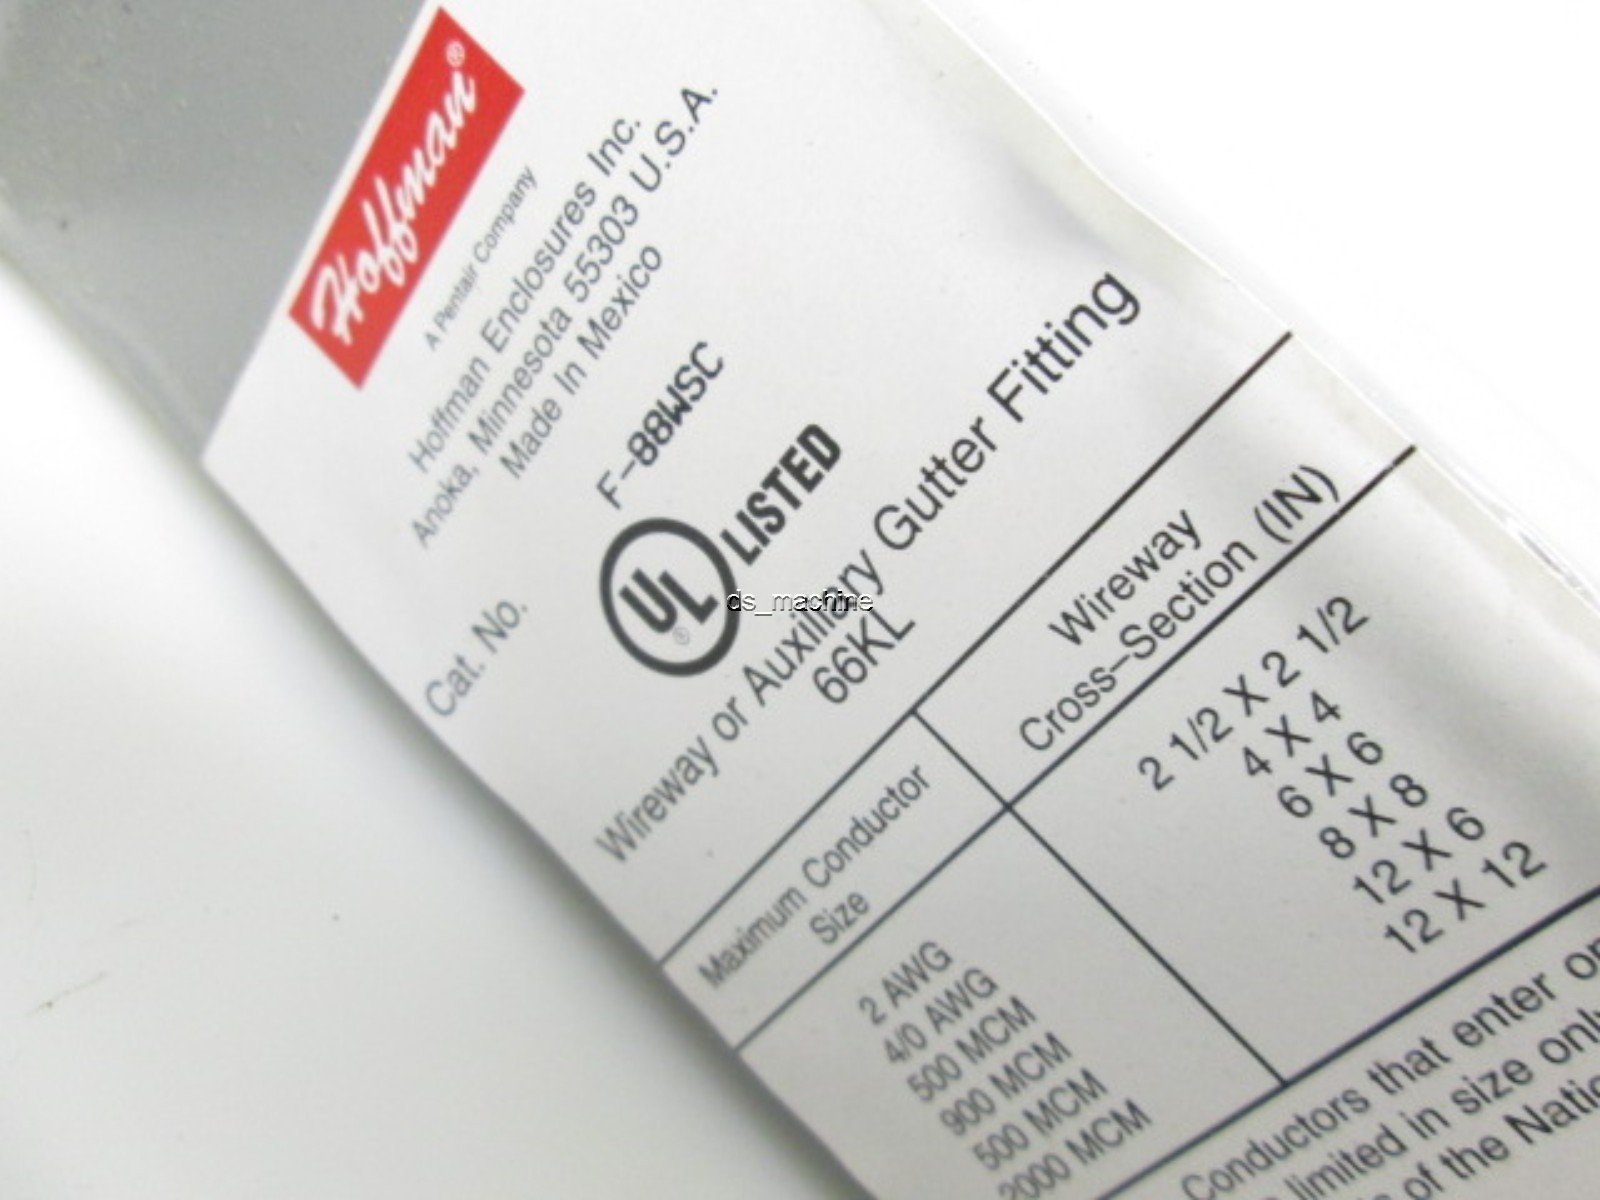 Hoffman®
A Pentair Company
Hoffman Enclosures Inc.
Anoka, Minnesota 55303 U.S.A.
Made In Mexico
Cat. No. F-88WSC
UL® LISTED
ds_machine
Wireway or Auxiliary Gutter Fitting
66KL
Maximum Conductor Size
Wireway Cross-Section (IN)
2 AWG 2 1/2 X 2 1/2
4/0 AWG 4 X 4
500 MCM 6 X 6
900 MCM 8 X 8
500 MCM 12 X 6
2000 MCM 12 X 12
Conductors that enter or
limited in size only
of the